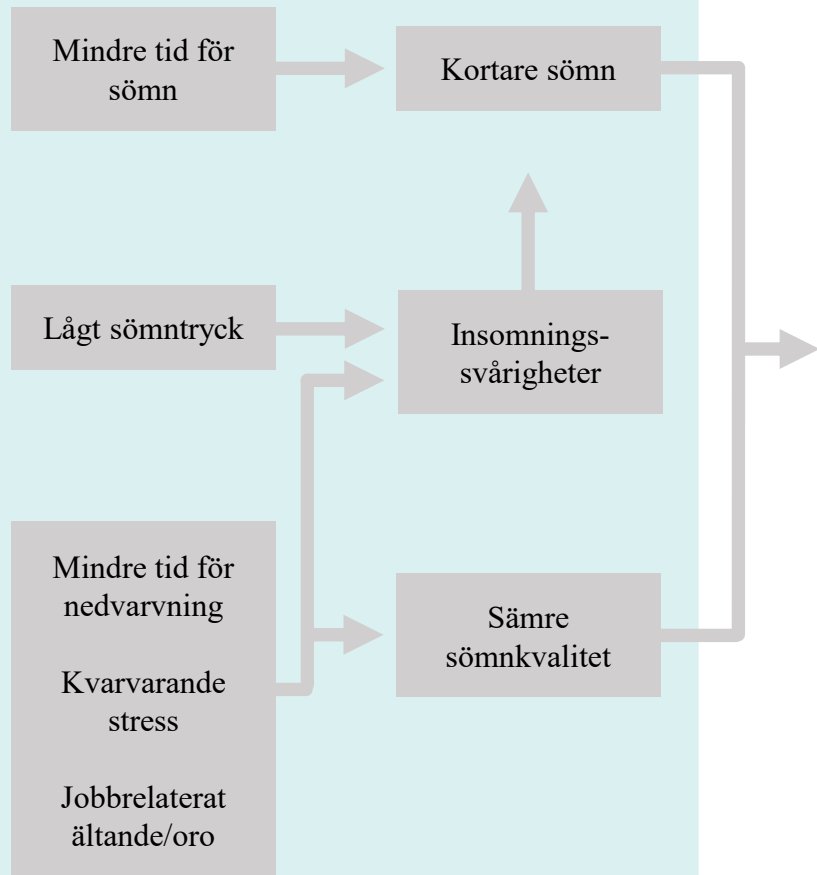 Mindre tid för
sömn
Kortare sömn
Lågt sömntryck
Insomnings-
svårigheter
Mindre tid för
nedvarvning
Kvarvarande
stress
Jobbrelaterat
ältande/oro
Sämre
sömnkvalitet